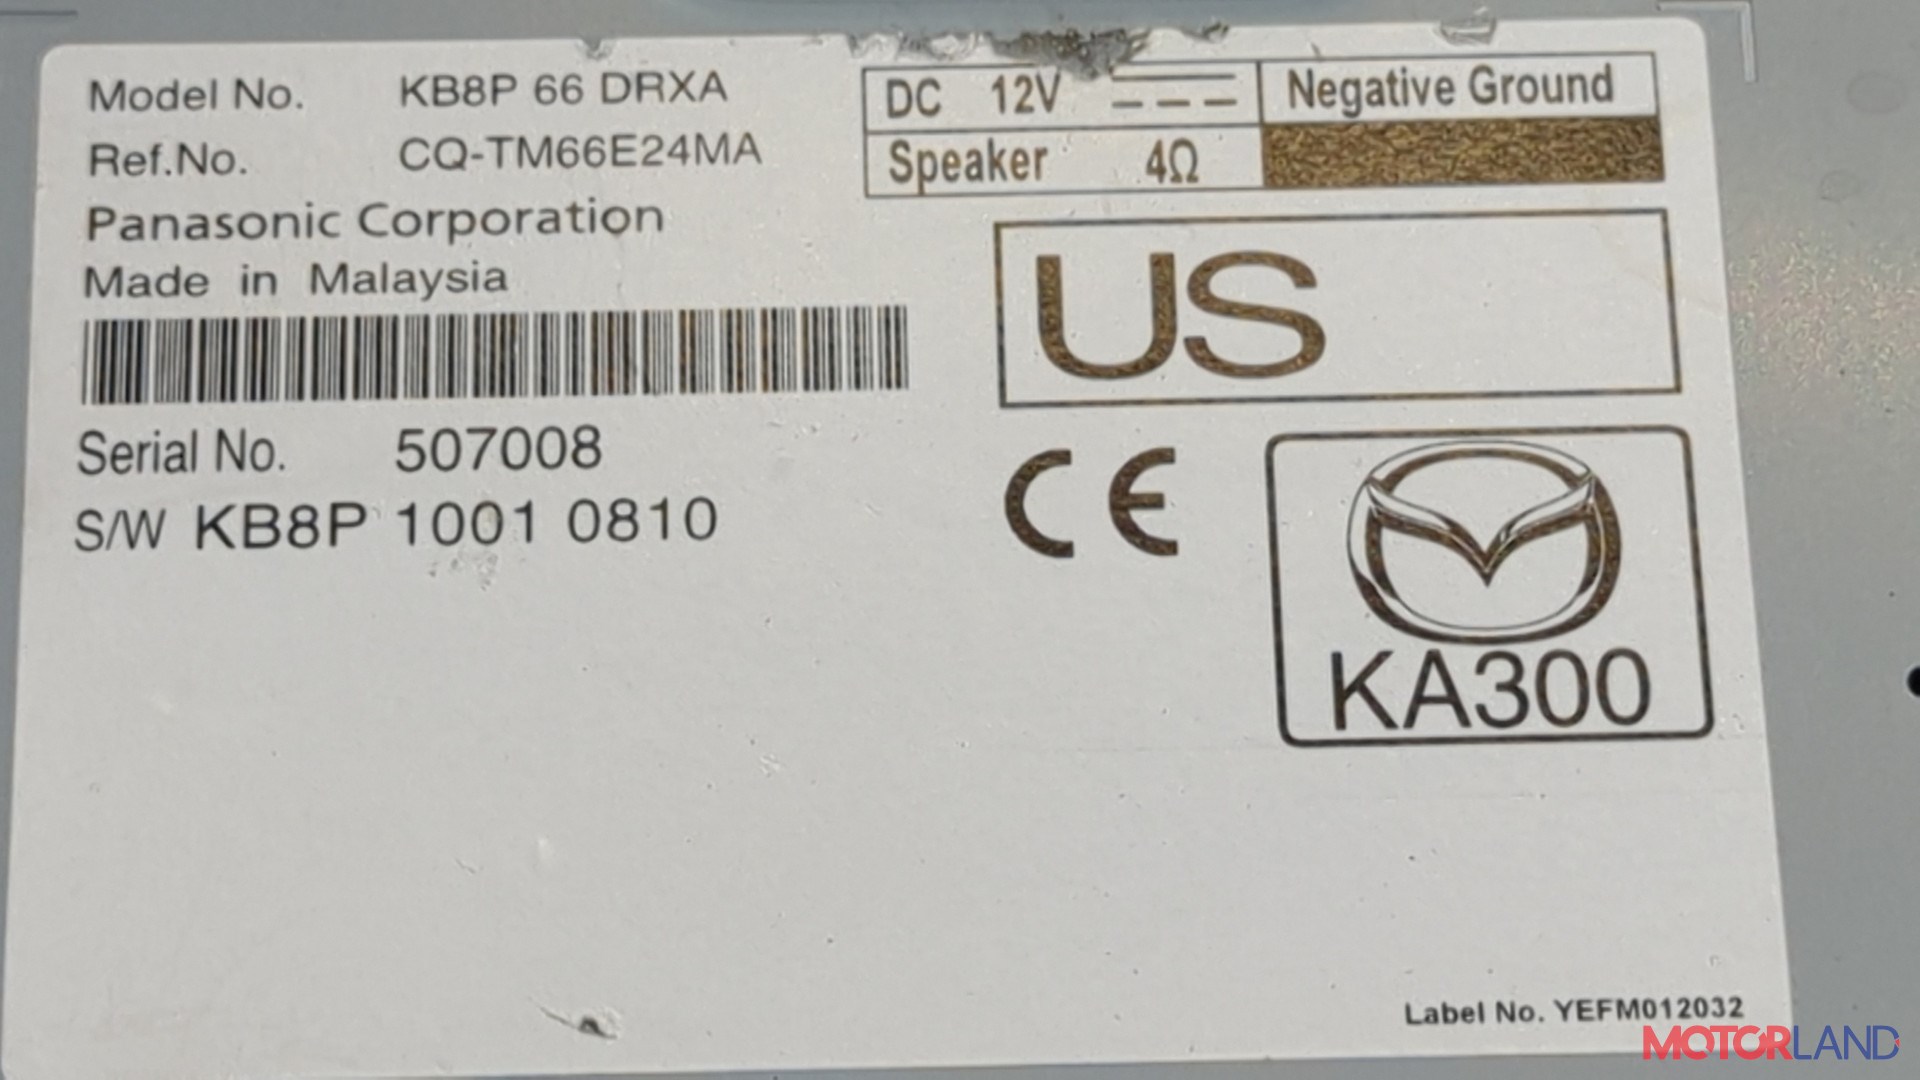 Model No. KB8P 66 DRXA
Ref.No. CQ-TM66E24MA
Panasonic Corporation
Made in Malaysia
Serial No. 507008
S/W KB8P 1001 0810
DC 12V Negative Ground
Speaker 4Ω
US
CE
KA300
Label No. YEFM012032
MOTORLAND